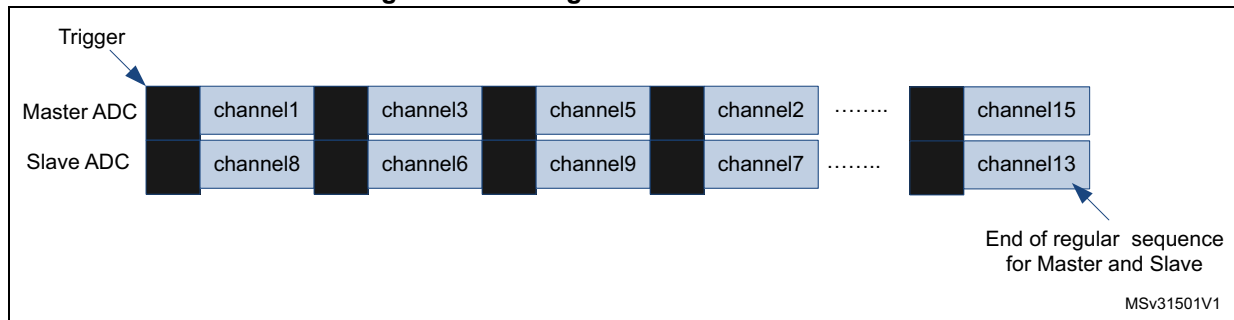 Trigger
Master ADC channel1 channel3 channel5 channel2 ........ channel15
Slave ADC channel8 channel6 channel9 channel7 ........ channel13
End of regular sequence
for Master and Slave
MSv31501V1